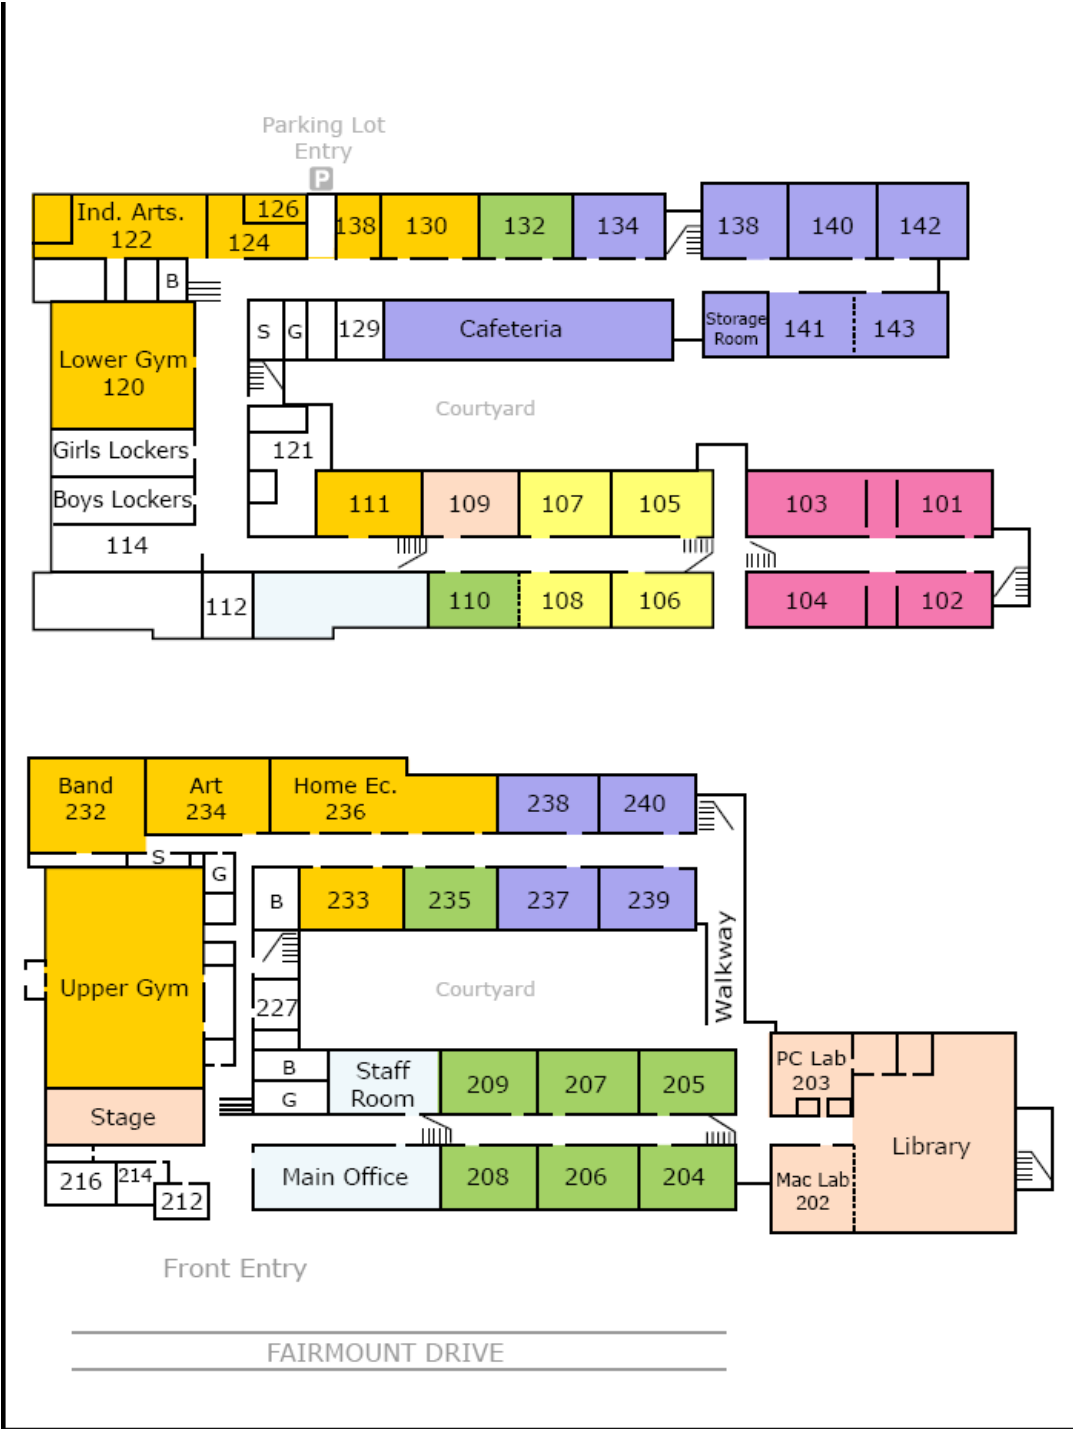 Parking Lot
Entry
P
Ind. Arts.
122
126
124
138
130
132
134
138
140
142
B
S
G
129
Cafeteria
Storage
Room
141
143
Lower Gym
120
Courtyard
Girls Lockers
121
Boys Lockers
111
109
107
105
103
101
114
112
110
108
106
104
102
Band
232
Art
234
Home Ec.
236
238
240
S
G
B
233
235
237
239
Walkway
Upper Gym
227
Courtyard
B
G
Staff
Room
209
207
205
PC Lab
203
Stage
Library
216
214
212
Main Office
208
206
204
Mac Lab
202
Front Entry
FAIRMOUNT DRIVE